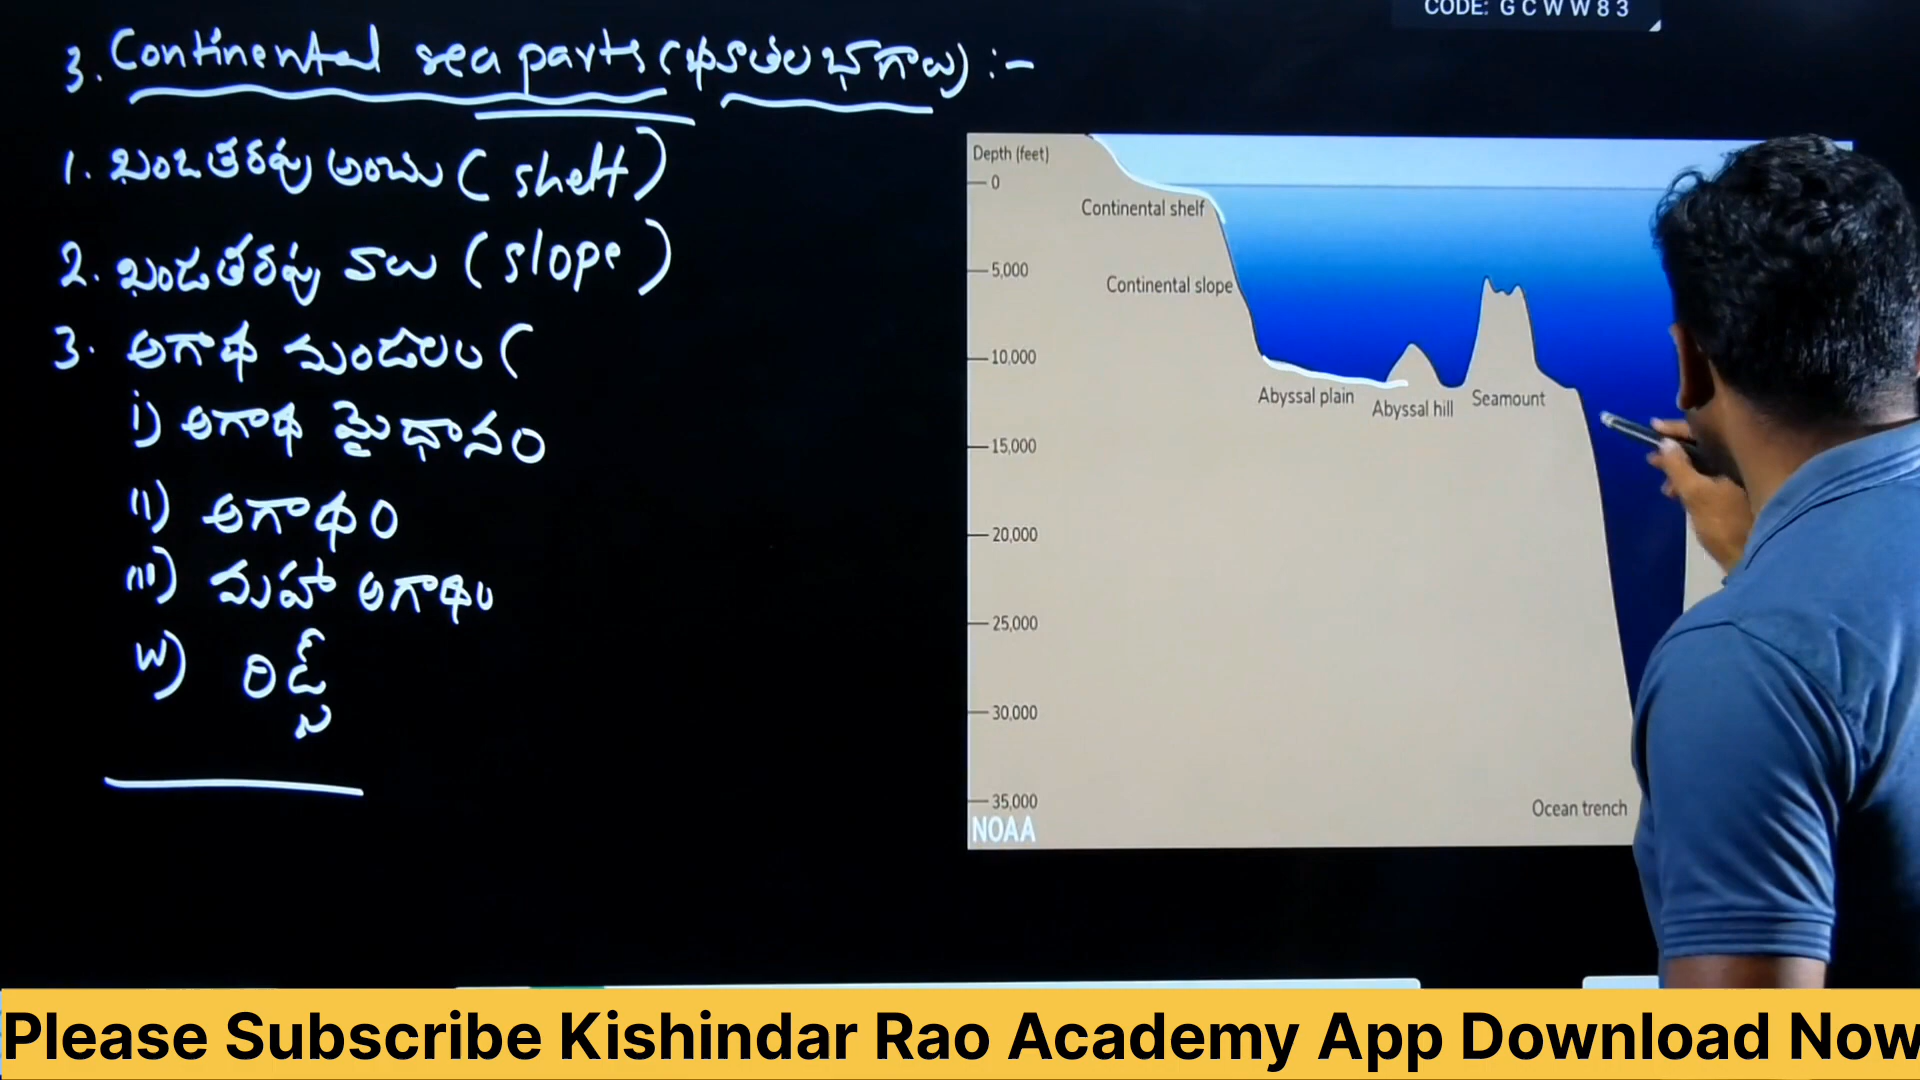 CODE: GCWW83
3. Continental sea parts (భూతల భాగాలు) :-
1. ఖండతరపు అంచు ( shelf )
2. ఖండతరపు వాలు ( slope )
3. అగాథ మండలం (
i) అగాథ మైదానం
ii) అగాథం
iii) మహా అగాథం
iv) రిడ్జ్స
Depth (feet)
0
Continental shelf
5,000
Continental slope
10,000
Abyssal plain
Abyssal hill
Seamount
15,000
20,000
25,000
30,000
35,000
Ocean trench
NOAA
Please Subscribe Kishindar Rao Academy App Download Now